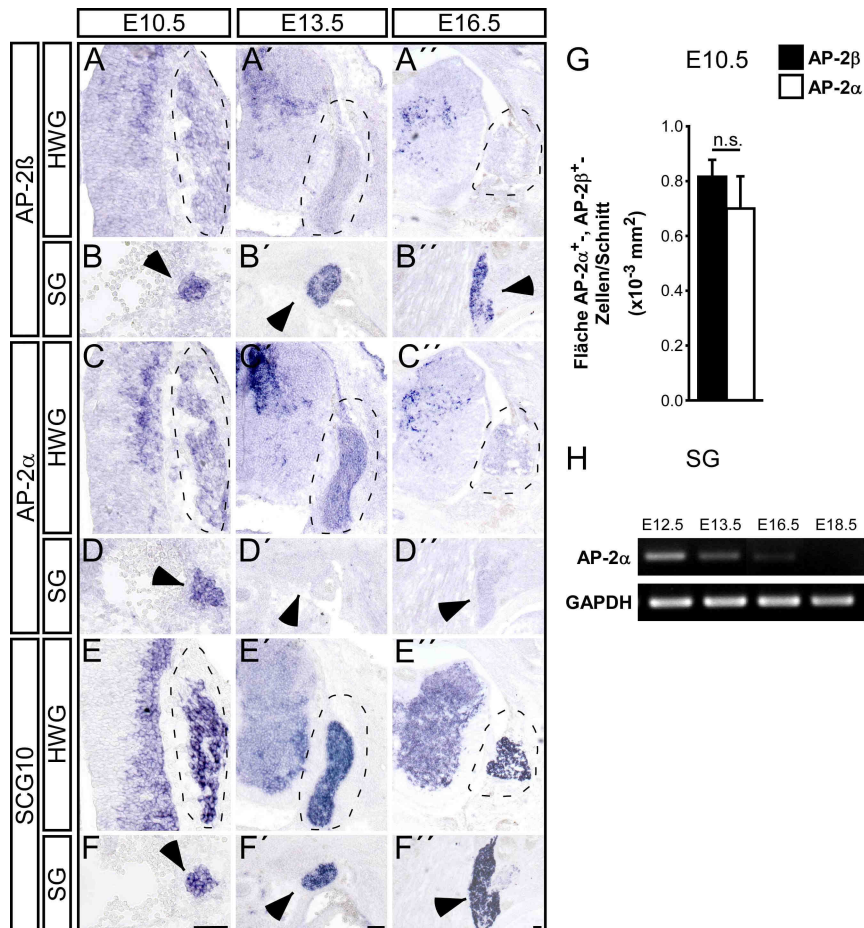 E10.5 E13.5 E16.5
AP-2ß
HWG
A A´ A´´
SG
B B´ B´´
AP-2α
HWG
C C´ C´´
SG
D D´ D´´
SCG10
HWG
E E´ E´´
SG
F F´ F´´
G E10.5
AP-2β
AP-2α
Fläche AP-2α⁺-, AP-2β⁺-
Zellen/Schnitt
(x10⁻³ mm²)
1.0
0.8
0.6
0.4
0.2
0.0
n.s.
H SG
E12.5 E13.5 E16.5 E18.5
AP-2α
GAPDH